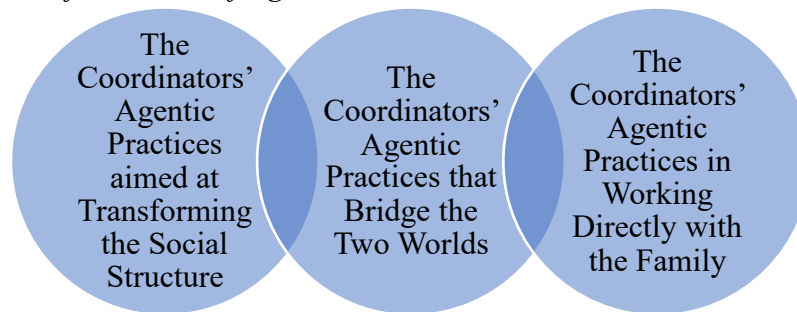 The
Coordinators’
Agentic
Practices
aimed at
Transforming
the Social
Structure
The
Coordinators’
Agentic
Practices that
Bridge the
Two Worlds
The
Coordinators’
Agentic
Practices in
Working
Directly with
the Family